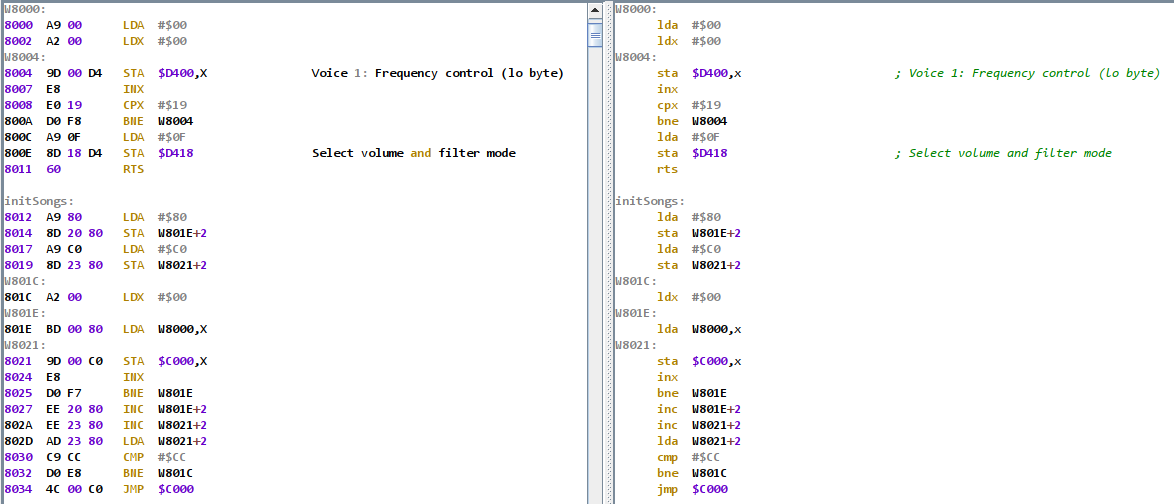 W8000:
8000 A9 00 LDA #$00
8002 A2 00 LDX #$00
W8004:
8004 9D 00 D4 STA $D400,X Voice 1: Frequency control (lo byte)
8007 E8 INX
8008 E0 19 CPX #$19
800A D0 F8 BNE W8004
800C A9 0F LDA #$0F
800E 8D 18 D4 STA $D418 Select volume and filter mode
8011 60 RTS
initSongs:
8012 A9 80 LDA #$80
8014 8D 20 80 STA W801E+2
8017 A9 C0 LDA #$C0
8019 8D 23 80 STA W8021+2
W801C:
801C A2 00 LDX #$00
W801E:
801E BD 00 80 LDA W8000,X
W8021:
8021 9D 00 C0 STA $C000,X
8024 E8 INX
8025 D0 F7 BNE W801E
8027 EE 20 80 INC W801E+2
802A EE 23 80 INC W8021+2
802D AD 23 80 LDA W8021+2
8030 C9 CC CMP #$CC
8032 D0 E8 BNE W801C
8034 4C 00 C0 JMP $C000
W8000:
lda #$00
ldx #$00
W8004:
sta $D400,x ; Voice 1: Frequency control (lo byte)
inx
cpx #$19
bne W8004
lda #$0F
sta $D418 ; Select volume and filter mode
rts
initSongs:
lda #$80
sta W801E+2
lda #$C0
sta W8021+2
W801C:
ldx #$00
W801E:
lda W8000,x
W8021:
sta $C000,x
inx
bne W801E
inc W801E+2
inc W8021+2
lda W8021+2
cmp #$CC
bne W801C
jmp $C000